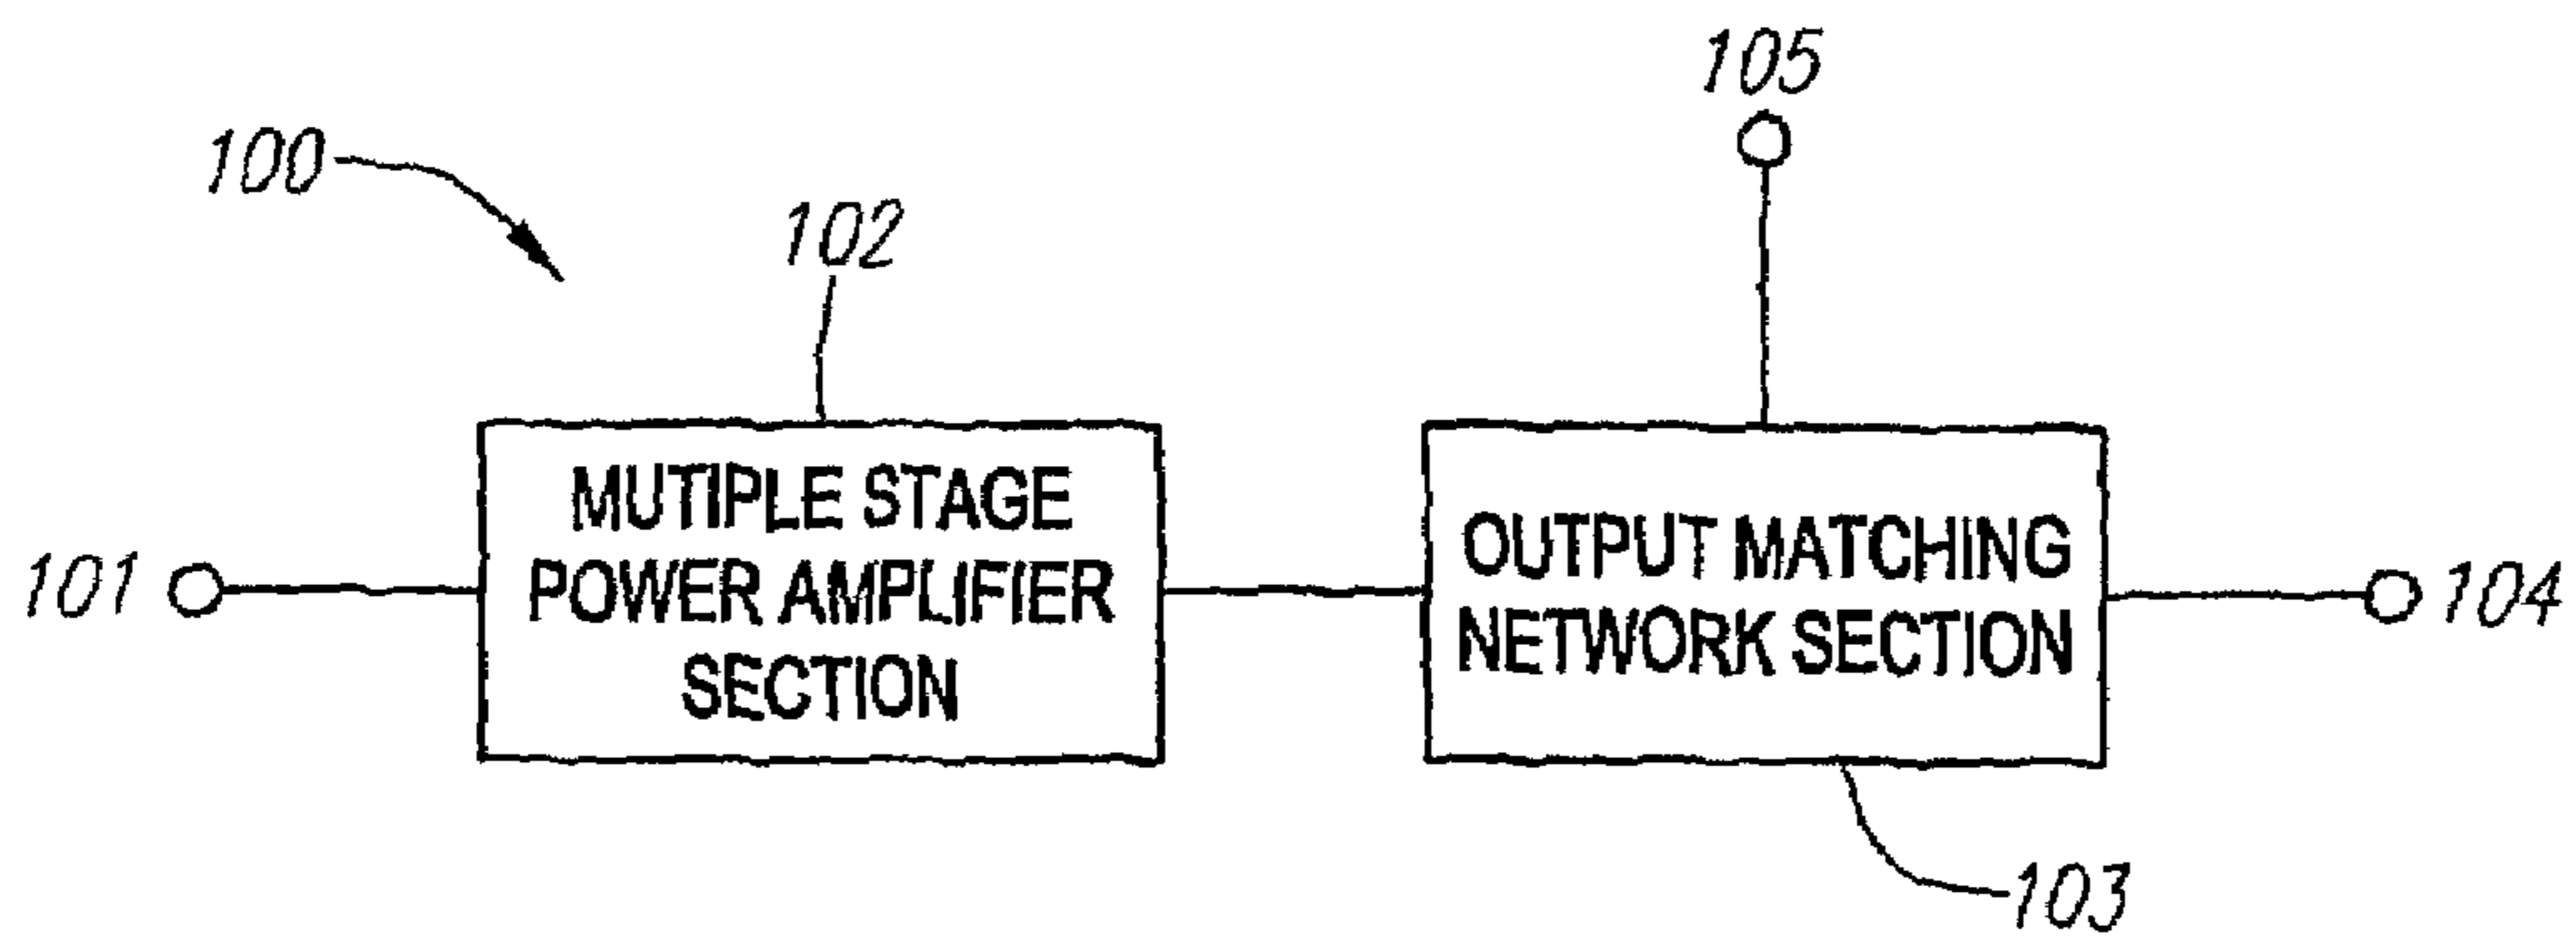 105
100
102
MUTIPLE STAGE
POWER AMPLIFIER
SECTION
OUTPUT MATCHING
NETWORK SECTION
101
104
103